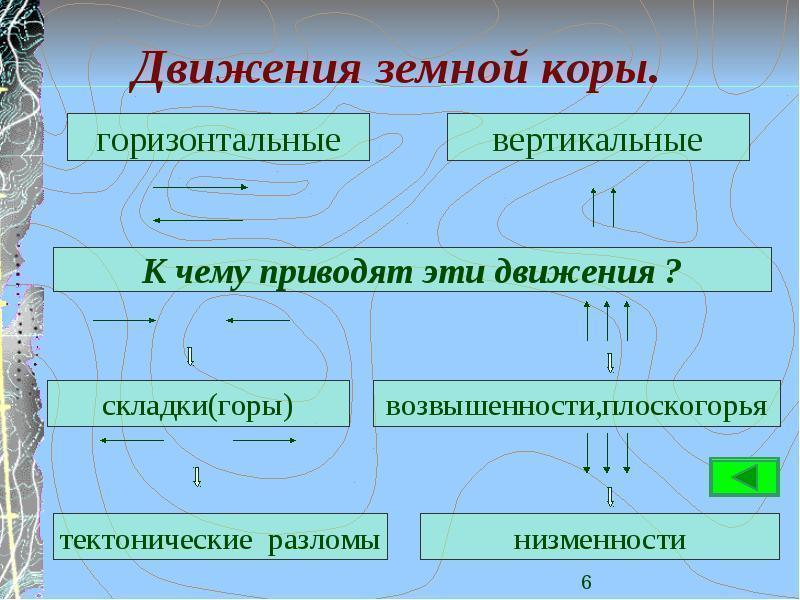 Движения земной коры.
горизонтальные
вертикальные
К чему приводят эти движения ?
складки(горы)
возвышенности,плоскогорья
тектонические разломы
низменности
6